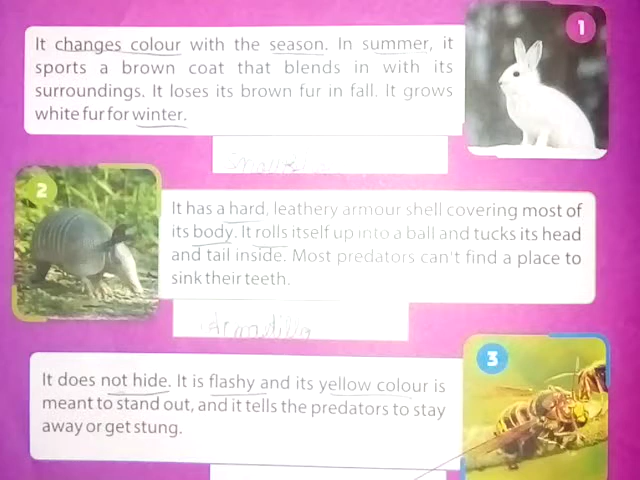 1
It changes colour with the season. In summer, it
sports a brown coat that blends in with its
surroundings. It loses its brown fur in fall. It grows
white fur for winter.
2
It has a hard, leathery armour shell covering most of
its body. It rolls itself up into a ball and tucks its head
and tail inside. Most predators can't find a place to
sink their teeth.
3
It does not hide. It is flashy and its yellow colour is
meant to stand out, and it tells the predators to stay
away or get stung.